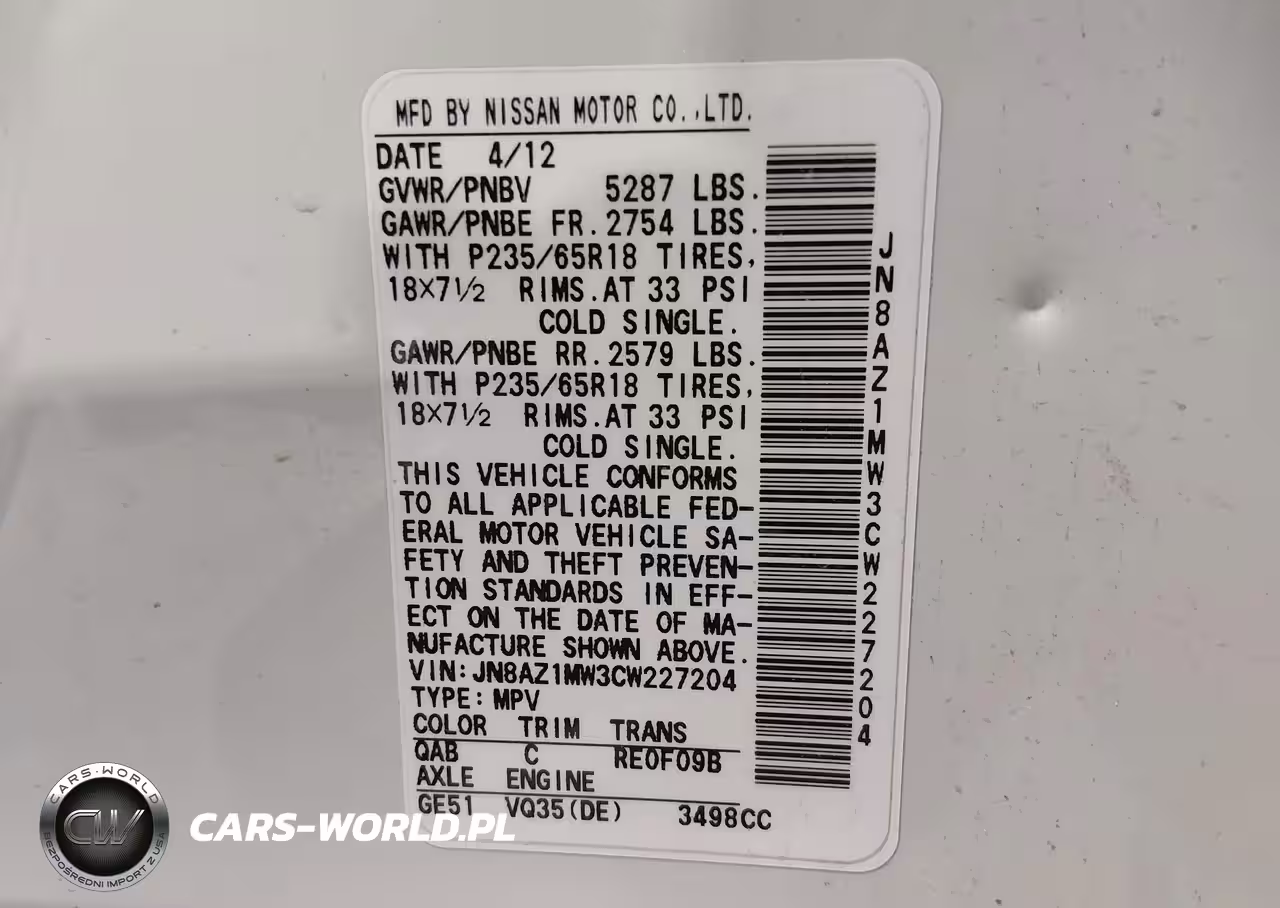 MFD BY NISSAN MOTOR CO.,LTD.
DATE 4/12
GVWR/PNBV 5287 LBS.
GAWR/PNBE FR.2754 LBS.
WITH P235/65R18 TIRES,
18×7½ RIMS.AT 33 PSI
COLD SINGLE.
GAWR/PNBE RR.2579 LBS.
WITH P235/65R18 TIRES,
18×7½ RIMS.AT 33 PSI
COLD SINGLE.
THIS VEHICLE CONFORMS
TO ALL APPLICABLE FED-
ERAL MOTOR VEHICLE SA-
FETY AND THEFT PREVEN-
TION STANDARDS IN EFF-
ECT ON THE DATE OF MA-
NUFACTURE SHOWN ABOVE.
VIN:JN8AZ1MW3CW227204
TYPE:MPV
COLOR TRIM TRANS
QAB C RE0F09B
AXLE ENGINE
GE51 VQ35(DE) 3498CC
JN8AZ1MW3CW227204
CARS-WORLD
CW
BEZPOŚREDNI IMPORT Z USA
CARS-WORLD.PL